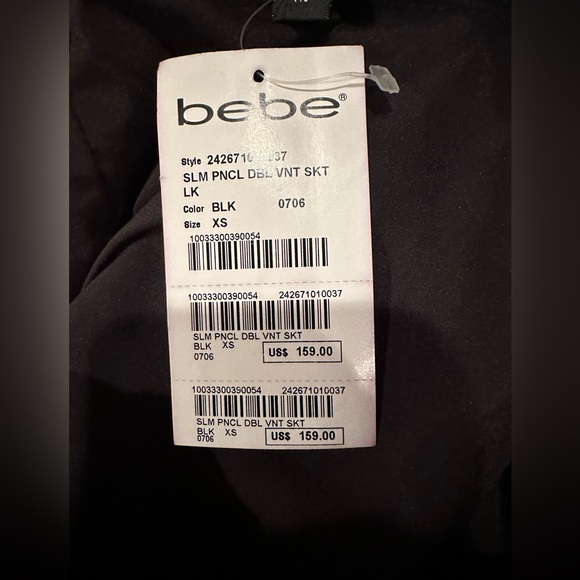 bebe®
Style 242671010037
SLM PNCL DBL VNT SKT
LK
Color BLK 0706
Size XS
10033300390054
10033300390054 242671010037
SLM PNCL DBL VNT SKT
BLK XS
0706 US$ 159.00
10033300390054 242671010037
SLM PNCL DBL VNT SKT
BLK XS
0706 US$ 159.00